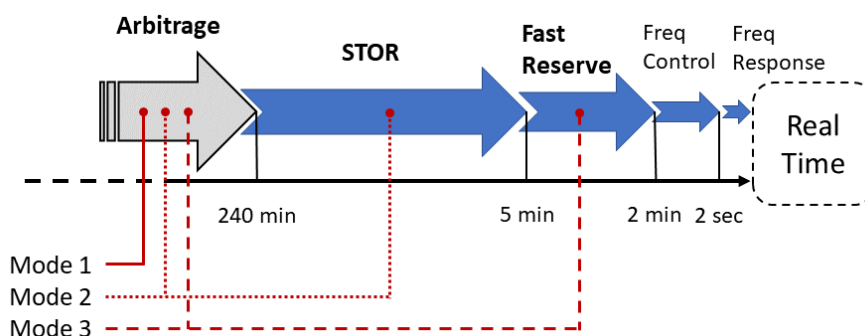 Arbitrage
STOR
Fast
Reserve
Freq
Control
Freq
Response
Real
Time
240 min
5 min
2 min
2 sec
Mode 1
Mode 2
Mode 3